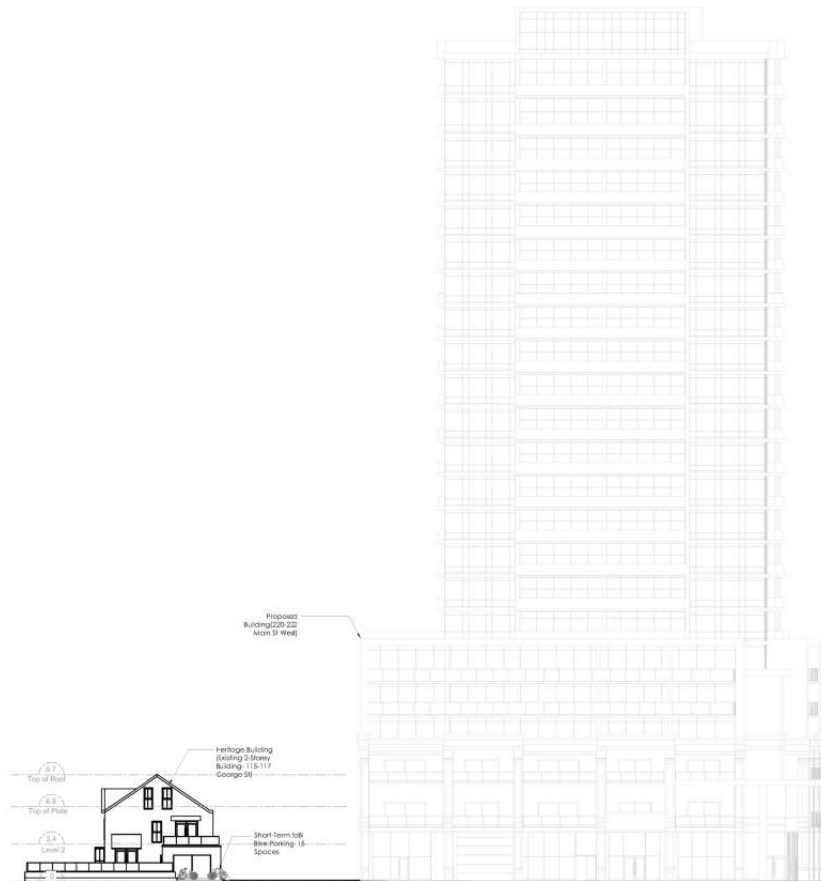 Proposed
Building(220-222
Main St West)
Heritage Building
(Existing 2-Storey
Building- 115-117
George St)
9.7
Top of Roof
6.8
Top of Plate
3.4
Level 2
Short-Term
Bike Parking- 15
Spaces
0